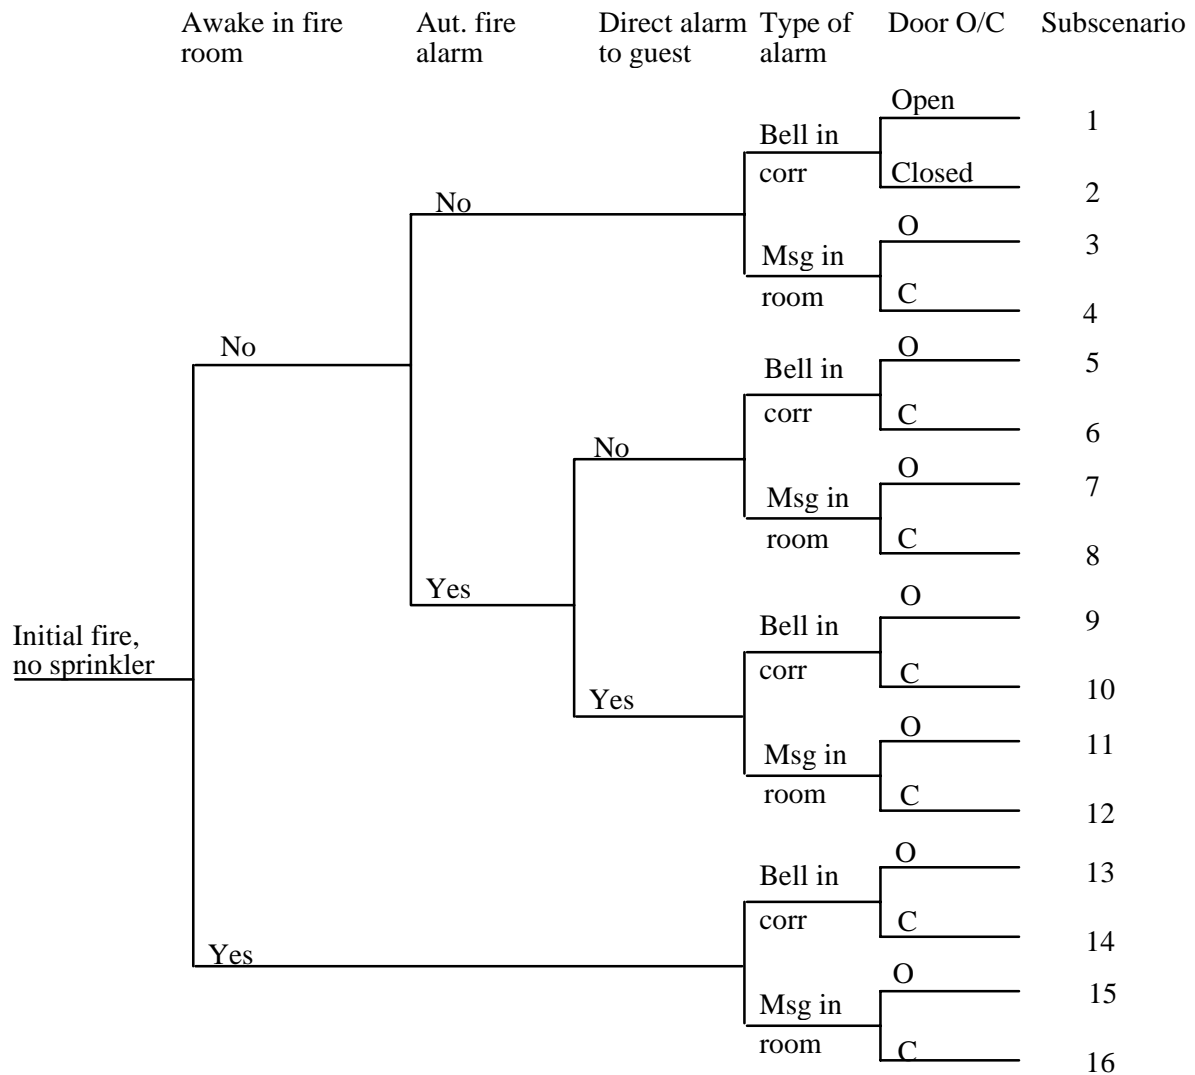 Awake in fire
room
Aut. fire
alarm
Direct alarm
to guest
Type of
alarm
Door O/C
Subscenario
Open
1
Bell in
corr
Closed
2
No
O
3
Msg in
room
C
4
No
O
5
Bell in
corr
C
6
No
O
7
Msg in
room
C
8
Yes
O
9
Bell in
corr
C
10
Initial fire,
no sprinkler
Yes
O
11
Msg in
room
C
12
O
13
Bell in
corr
C
14
Yes
O
15
Msg in
room
C
16